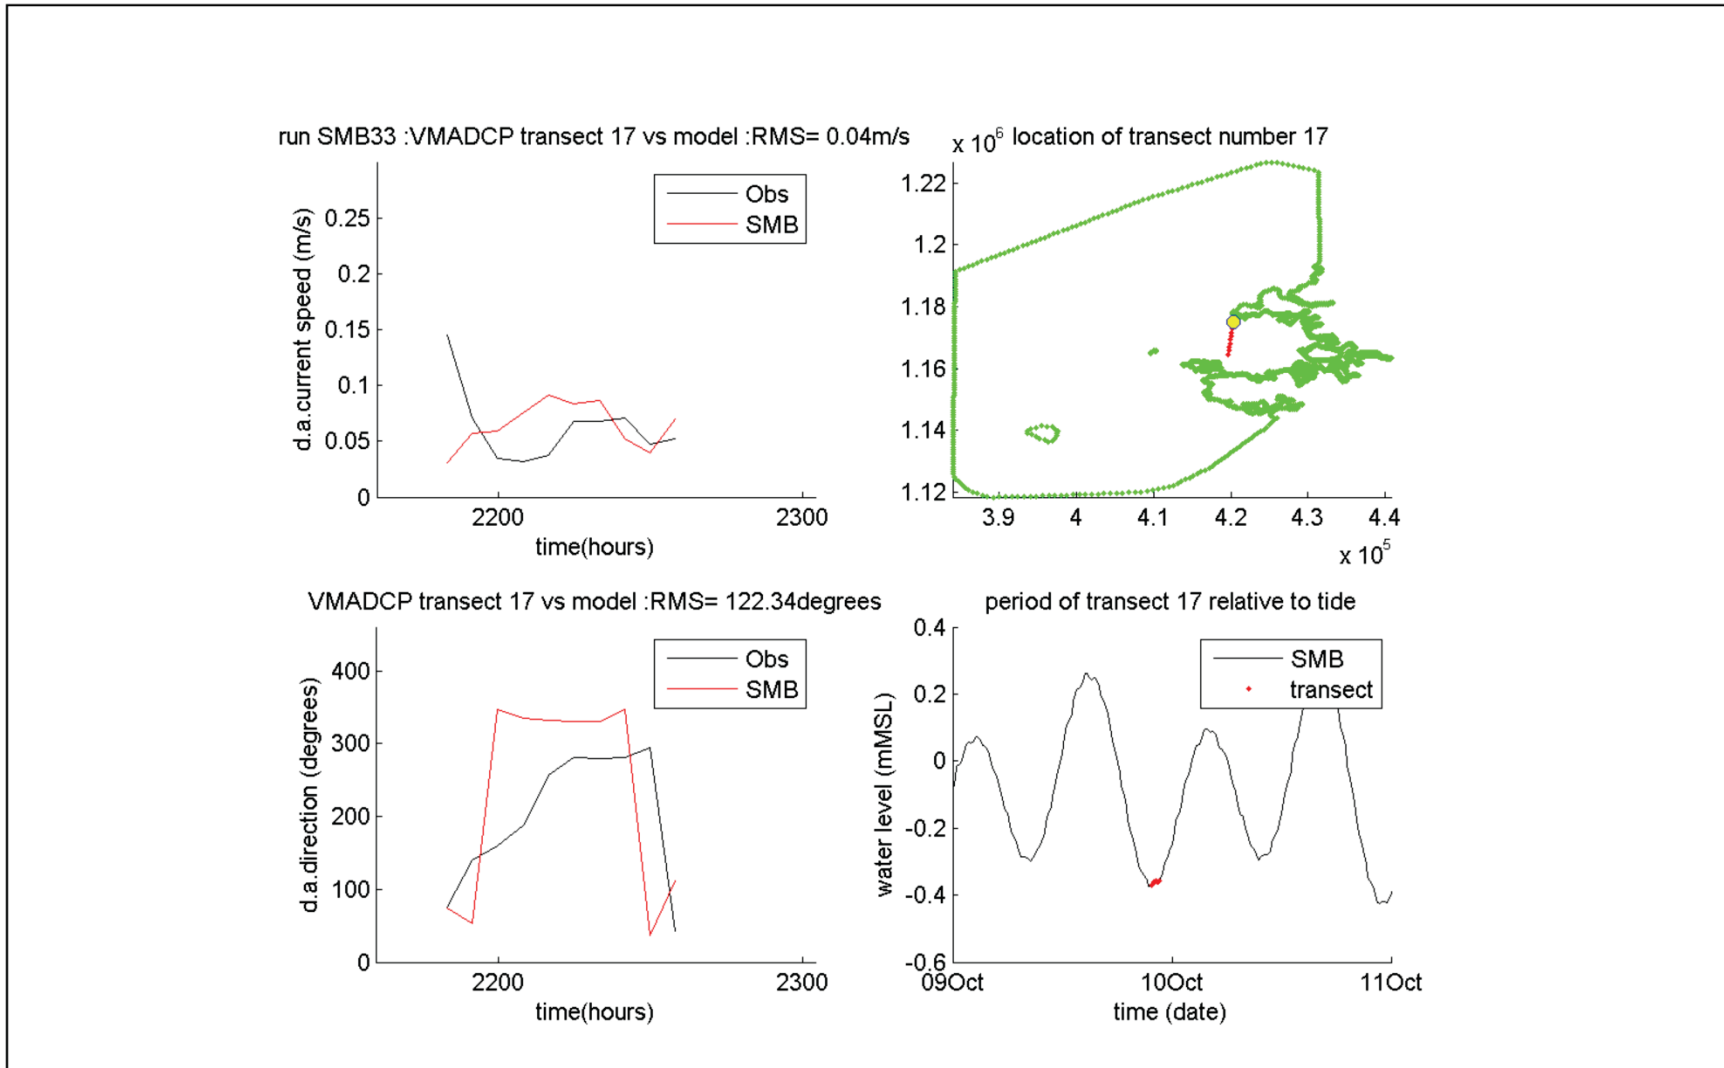 run SMB33 :VMADCP transect 17 vs model :RMS= 0.04m/s
Obs
SMB
d.a.current speed (m/s)
0.25
0.2
0.15
0.1
0.05
0
2200
2300
time(hours)
x 10^6
location of transect number 17
1.22
1.2
1.18
1.16
1.14
1.12
3.9
4
4.1
4.2
4.3
4.4
x 10^5
VMADCP transect 17 vs model :RMS= 122.34degrees
Obs
SMB
d.a.direction (degrees)
400
300
200
100
0
2200
2300
time(hours)
period of transect 17 relative to tide
SMB
transect
water level (mMSL)
0.4
0.2
0
-0.2
-0.4
-0.6
09Oct
10Oct
11Oct
time (date)